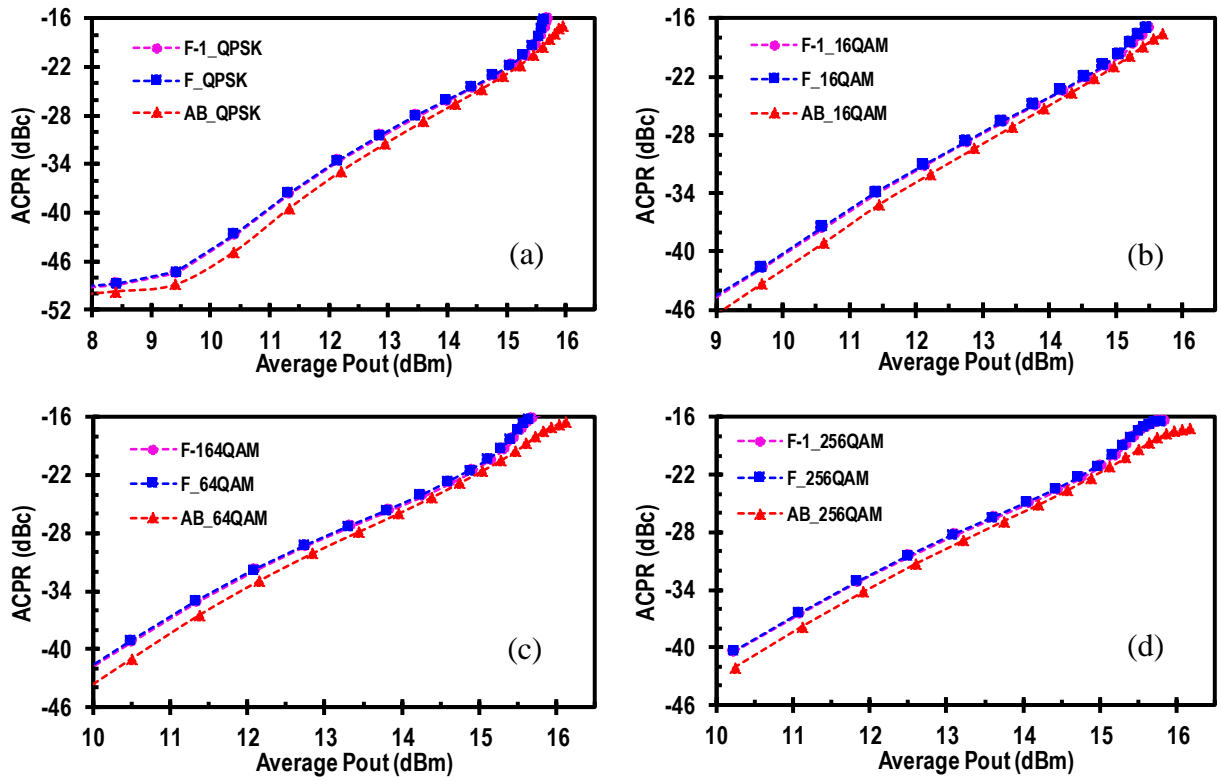 -16
-22
-28
-34
-40
-46
-52
ACPR (dBc)
F-1_QPSK
F_QPSK
AB_QPSK
(a)
8 9 10 11 12 13 14 15 16
Average Pout (dBm)
-16
-22
-28
-34
-40
-46
ACPR (dBc)
F-1_16QAM
F_16QAM
AB_16QAM
(b)
9 10 11 12 13 14 15 16
Average Pout (dBm)
-16
-22
-28
-34
-40
-46
ACPR (dBc)
F-164QAM
F_64QAM
AB_64QAM
(c)
10 11 12 13 14 15 16
Average Pout (dBm)
-16
-22
-28
-34
-40
-46
ACPR (dBc)
F-1_256QAM
F_256QAM
AB_256QAM
(d)
10 11 12 13 14 15 16
Average Pout (dBm)